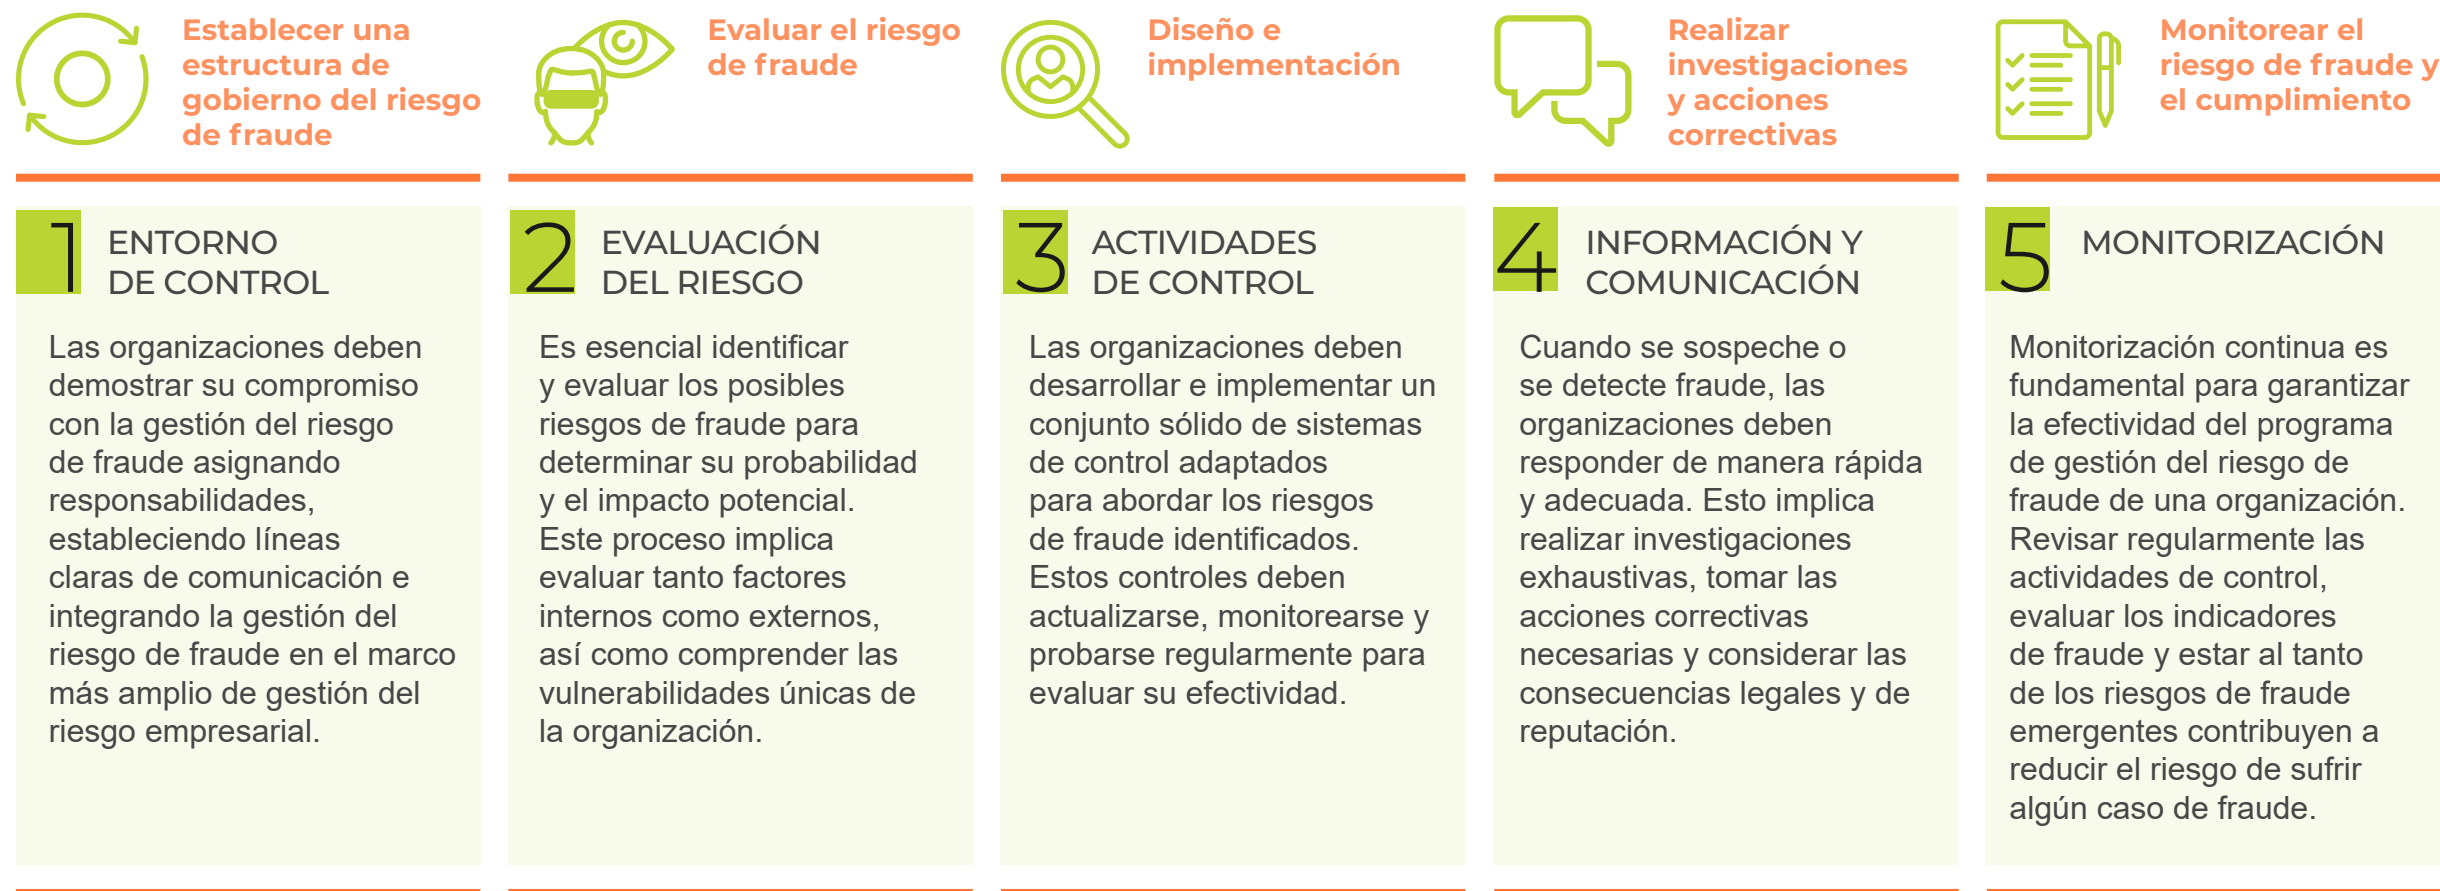 Establecer una
estructura de
gobierno del riesgo
de fraude
Evaluar el riesgo
de fraude
Diseño e
implementación
Realizar
investigaciones
y acciones
correctivas
Monitorear el
riesgo de fraude y
el cumplimiento
1
ENTORNO
DE CONTROL
Las organizaciones deben
demostrar su compromiso
con la gestión del riesgo
de fraude asignando
responsabilidades,
estableciendo líneas
claras de comunicación e
integrando la gestión del
riesgo de fraude en el marco
más amplio de gestión del
riesgo empresarial.
2
EVALUACIÓN
DEL RIESGO
Es esencial identificar
y evaluar los posibles
riesgos de fraude para
determinar su probabilidad
y el impacto potencial.
Este proceso implica
evaluar tanto factores
internos como externos,
así como comprender las
vulnerabilidades únicas de
la organización.
3
ACTIVIDADES
DE CONTROL
Las organizaciones deben
desarrollar e implementar un
conjunto sólido de sistemas
de control adaptados
para abordar los riesgos
de fraude identificados.
Estos controles deben
actualizarse, monitorearse y
probarse regularmente para
evaluar su efectividad.
4
INFORMACIÓN Y
COMUNICACIÓN
Cuando se sospeche o
se detecte fraude, las
organizaciones deben
responder de manera rápida
y adecuada. Esto implica
realizar investigaciones
exhaustivas, tomar las
acciones correctivas
necesarias y considerar las
consecuencias legales y de
reputación.
5
MONITORIZACIÓN
Monitorización continua es
fundamental para garantizar
la efectividad del programa
de gestión del riesgo de
fraude de una organización.
Revisar regularmente las
actividades de control,
evaluar los indicadores
de fraude y estar al tanto
de los riesgos de fraude
emergentes contribuyen a
reducir el riesgo de sufrir
algún caso de fraude.